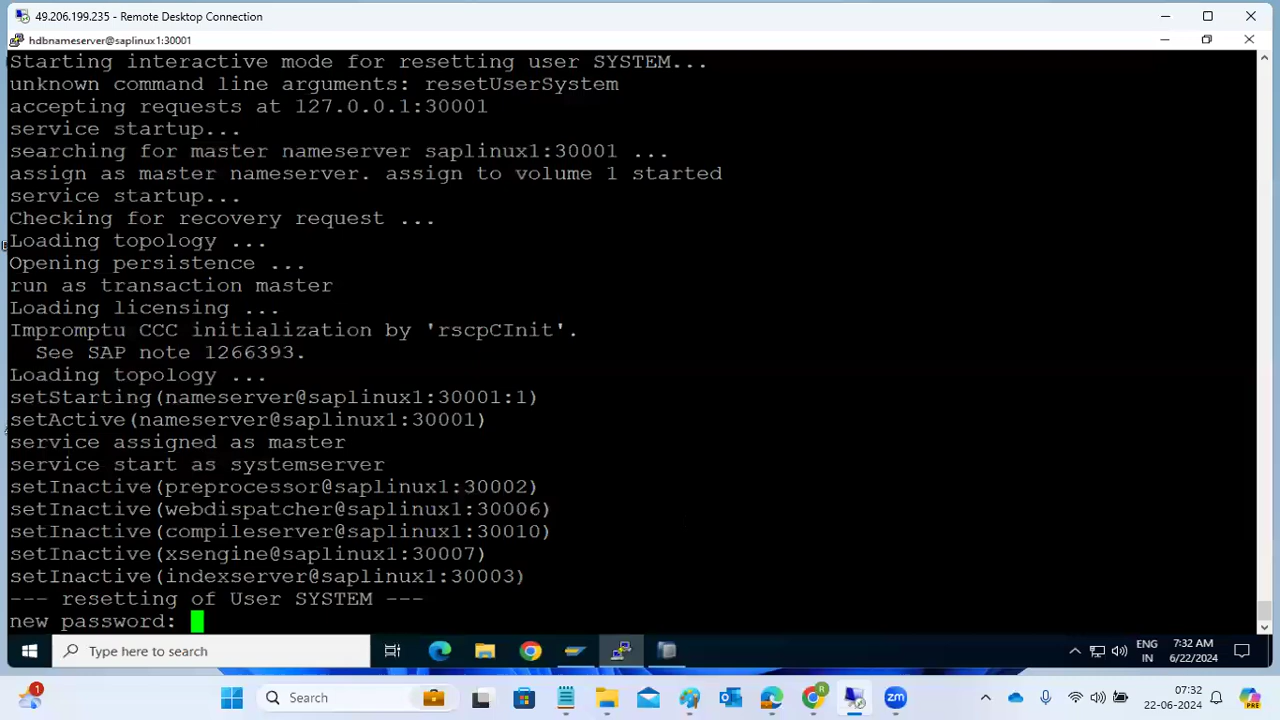 49.206.199.235 - Remote Desktop Connection
hdbnameserver@saplinux1:30001
Starting interactive mode for resetting user SYSTEM...
unknown command line arguments: resetUserSystem
accepting requests at 127.0.0.1:30001
service startup...
searching for master nameserver saplinux1:30001 ...
assign as master nameserver. assign to volume 1 started
service startup...
Checking for recovery request ...
Loading topology ...
Opening persistence ...
run as transaction master
Loading licensing ...
Impromptu CCC initialization by 'rscpCInit'.
See SAP note 1266393.
Loading topology ...
setStarting(nameserver@saplinux1:30001:1)
setActive(nameserver@saplinux1:30001)
service assigned as master
service start as systemserver
setInactive(preprocessor@saplinux1:30002)
setInactive(webdispatcher@saplinux1:30006)
setInactive(compileserver@saplinux1:30010)
setInactive(xsengine@saplinux1:30007)
setInactive(indexserver@saplinux1:30003)
--- resetting of User SYSTEM ---
new password:
Type here to search
ENG
IN
7:32 AM
6/22/2024
1
Search
R
zm
07:32
22-06-2024
PRE